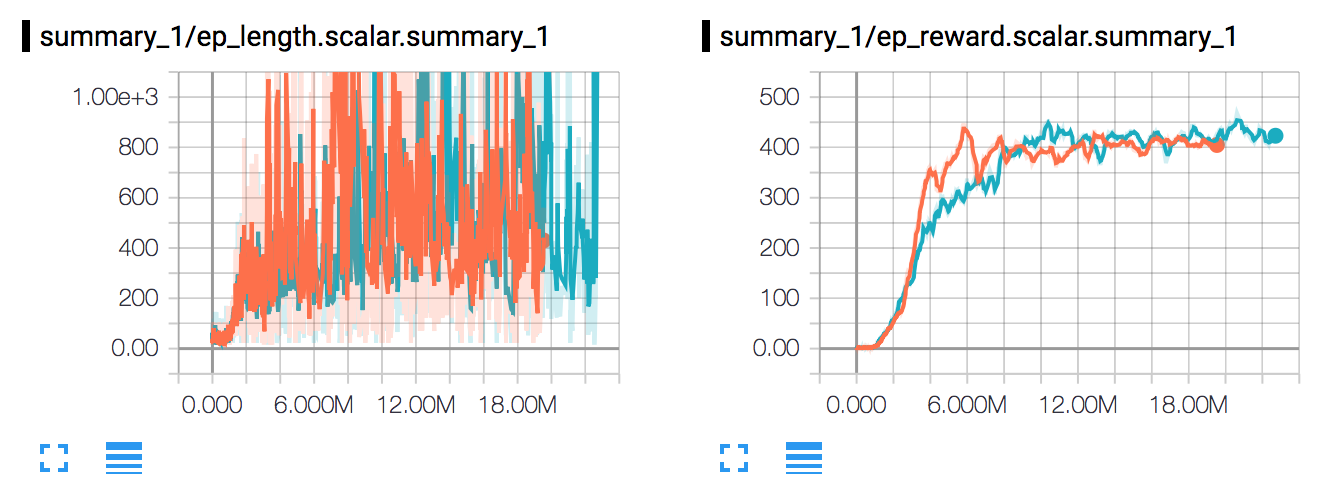 summary_1/ep_length.scalar.summary_1
1.00e+3
800
600
400
200
0.00
0.000 6.000M 12.00M 18.00M
summary_1/ep_reward.scalar.summary_1
500
400
300
200
100
0.00
0.000 6.000M 12.00M 18.00M